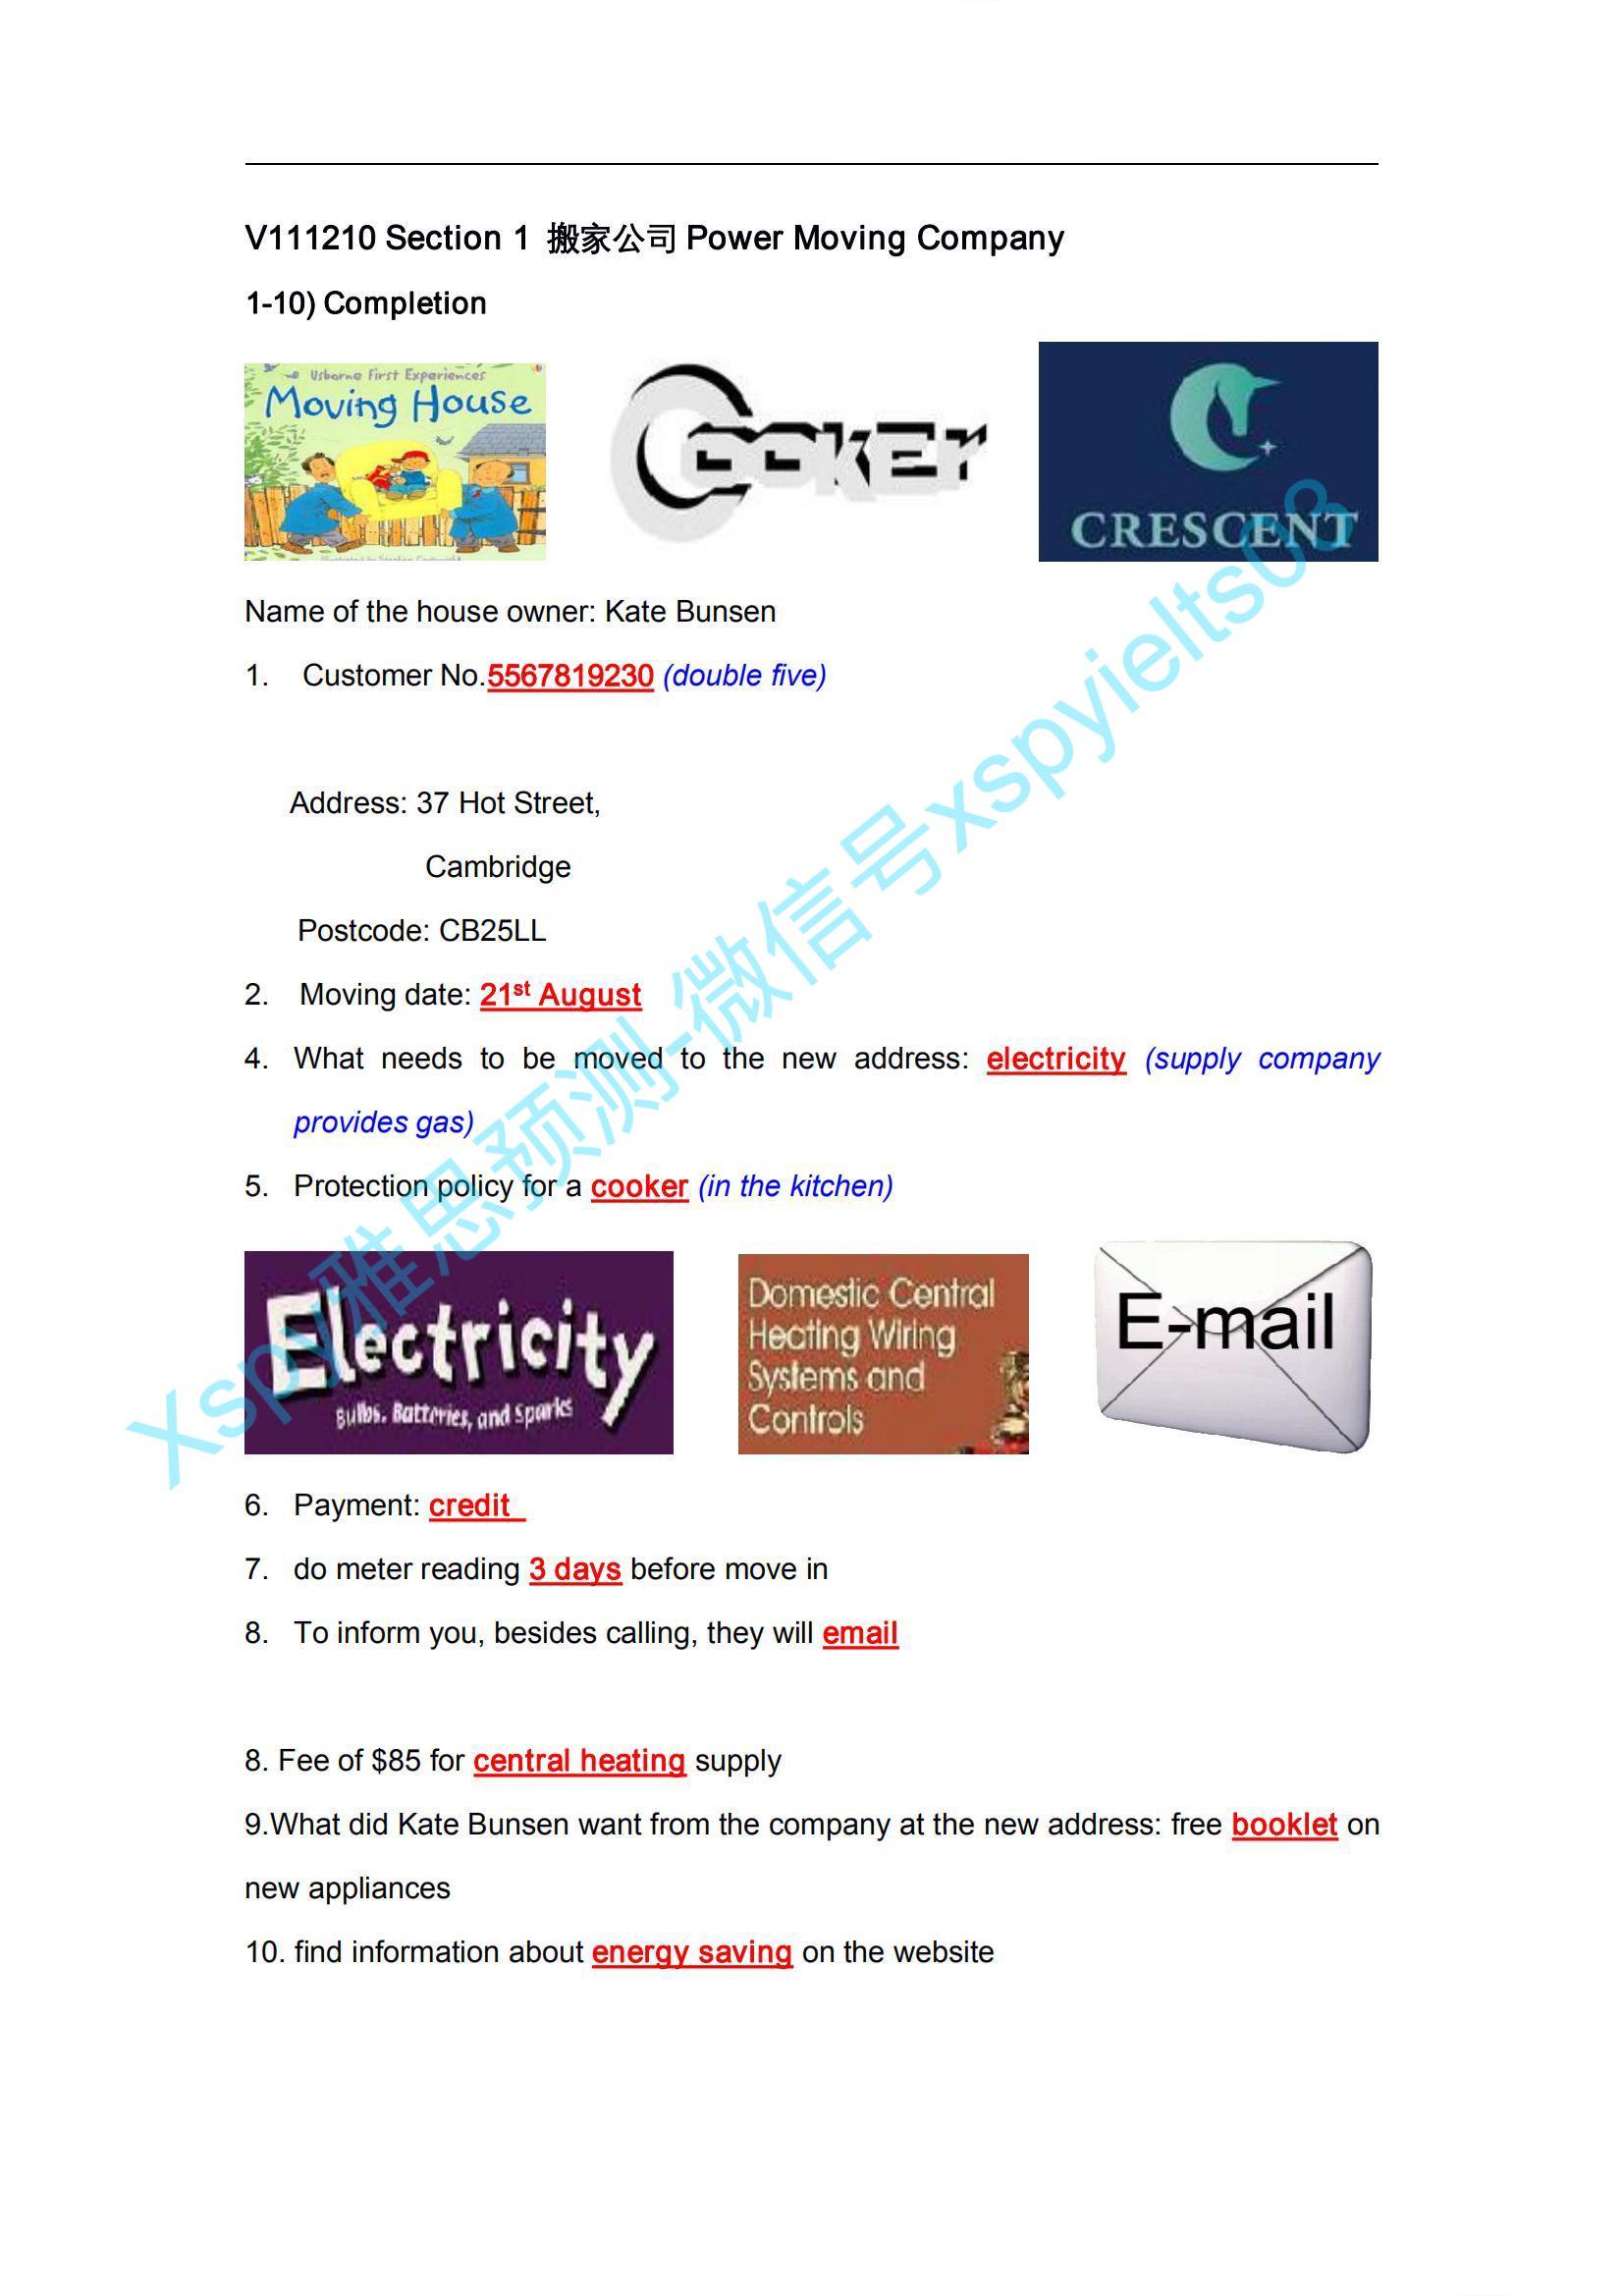 V111210 Section 1 搬家公司 Power Moving Company
1-10) Completion
Usborne First Experiences
Moving House
CooKEr
CRESCENT
Name of the house owner: Kate Bunsen
1. Customer No.5567819230 (double five)
Address: 37 Hot Street,
Cambridge
Postcode: CB25LL
2. Moving date: 21st August
4. What needs to be moved to the new address: electricity (supply company
provides gas)
5. Protection policy for a cooker (in the kitchen)
Electricity
Bulbs, Batteries, and Sparks
Domestic Central
Heating Wiring
Systems and
Controls
E-mail
6. Payment: credit
7. do meter reading 3 days before move in
8. To inform you, besides calling, they will email
8. Fee of $85 for central heating supply
9.What did Kate Bunsen want from the company at the new address: free booklet on
new appliances
10. find information about energy saving on the website
Xspy雅思预测-微信号xspyielts08